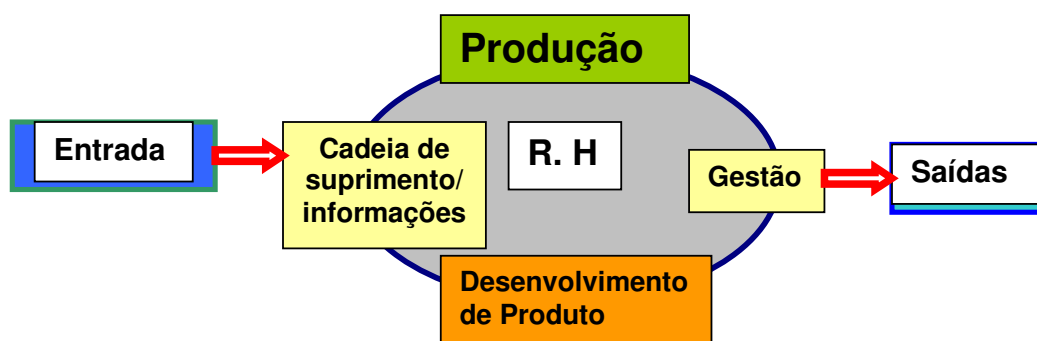 Produção
Entrada
Cadeia de
suprimento/
informações
R. H
Gestão
Saídas
Desenvolvimento
de Produto